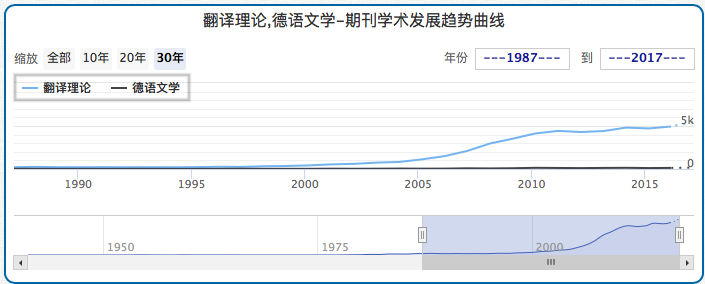 翻译理论,德语文学-期刊学术发展趋势曲线
缩放 全部 10年 20年 30年 年份 ---1987--- 到 ---2017---
翻译理论 德语文学
5k
0
1990 1995 2000 2005 2010 2015
1950 1975 2000